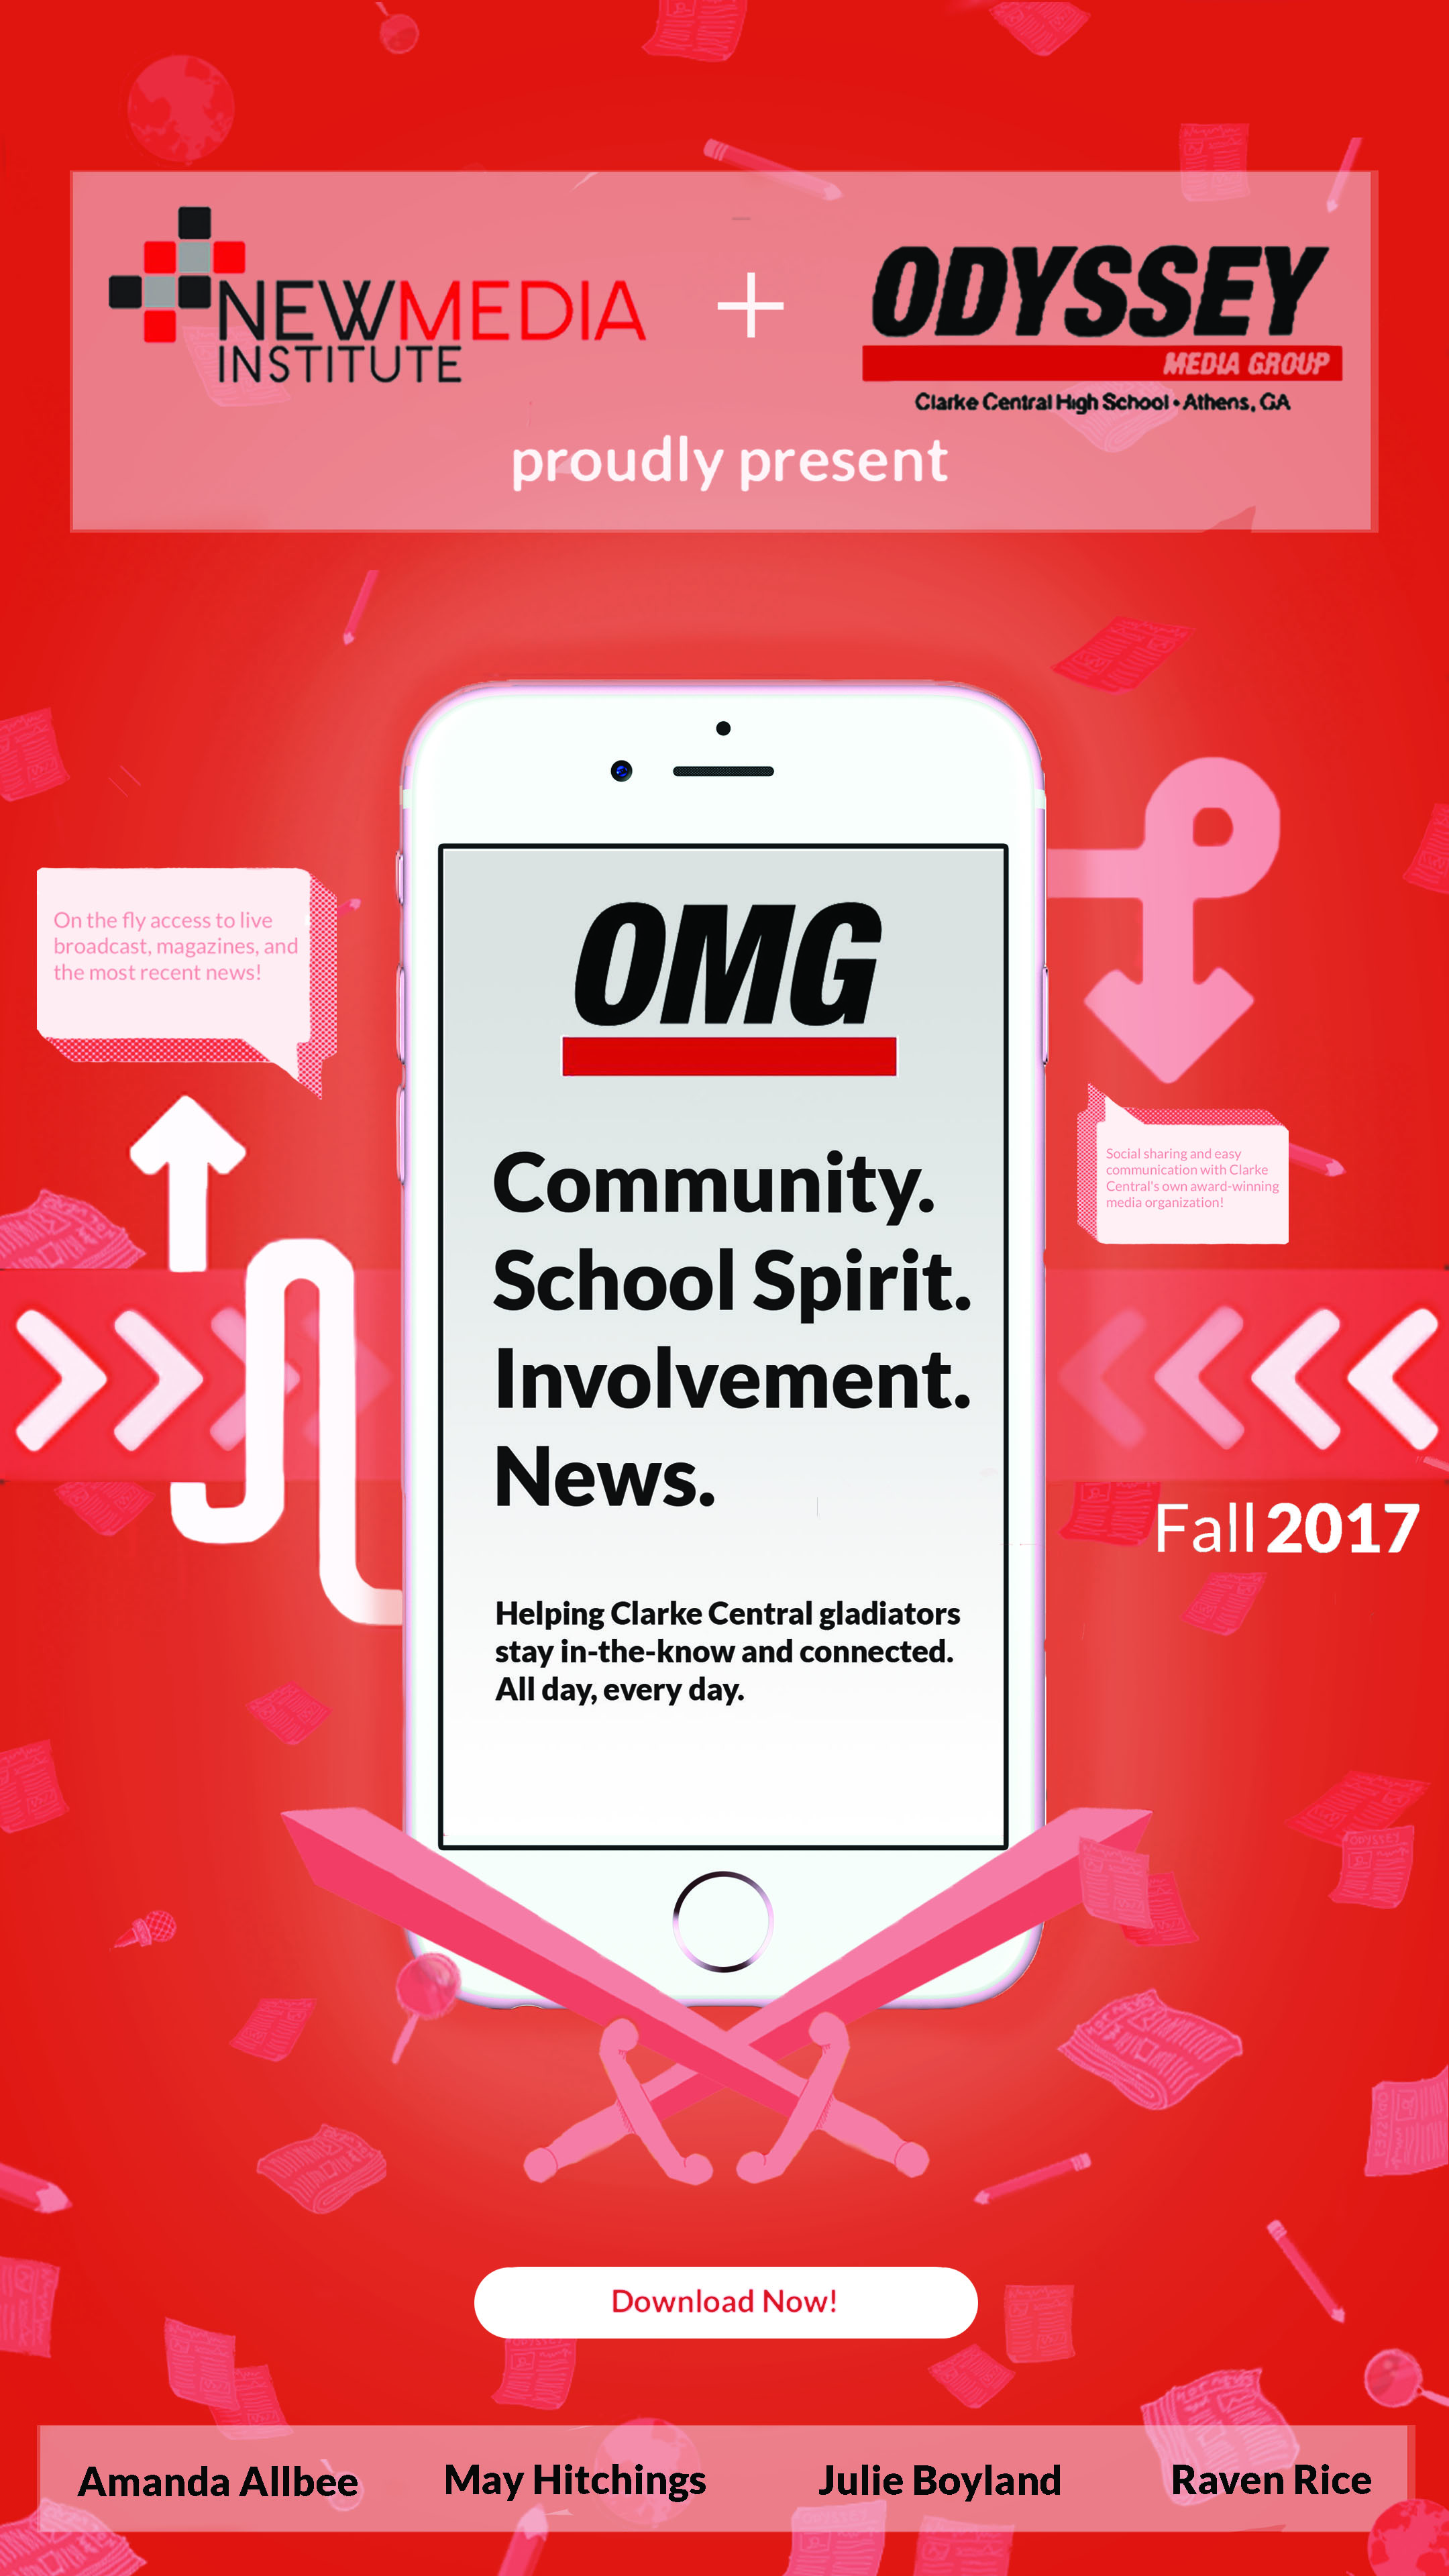 NEWMEDIA
INSTITUTE
+
ODYSSEY
MEDIA GROUP
Clarke Central High School • Athens, GA
proudly present
On the fly access to live
broadcast, magazines, and
the most recent news!
OMG
Community.
School Spirit.
Involvement.
News.
Helping Clarke Central gladiators
stay in-the-know and connected.
All day, every day.
Social sharing and easy
communication with Clarke
Central's own award-winning
media organization!
Fall 2017
ODYSSEY
ODYSSEY
ODYSSEY
Download Now!
Amanda Allbee
May Hitchings
Julie Boyland
Raven Rice